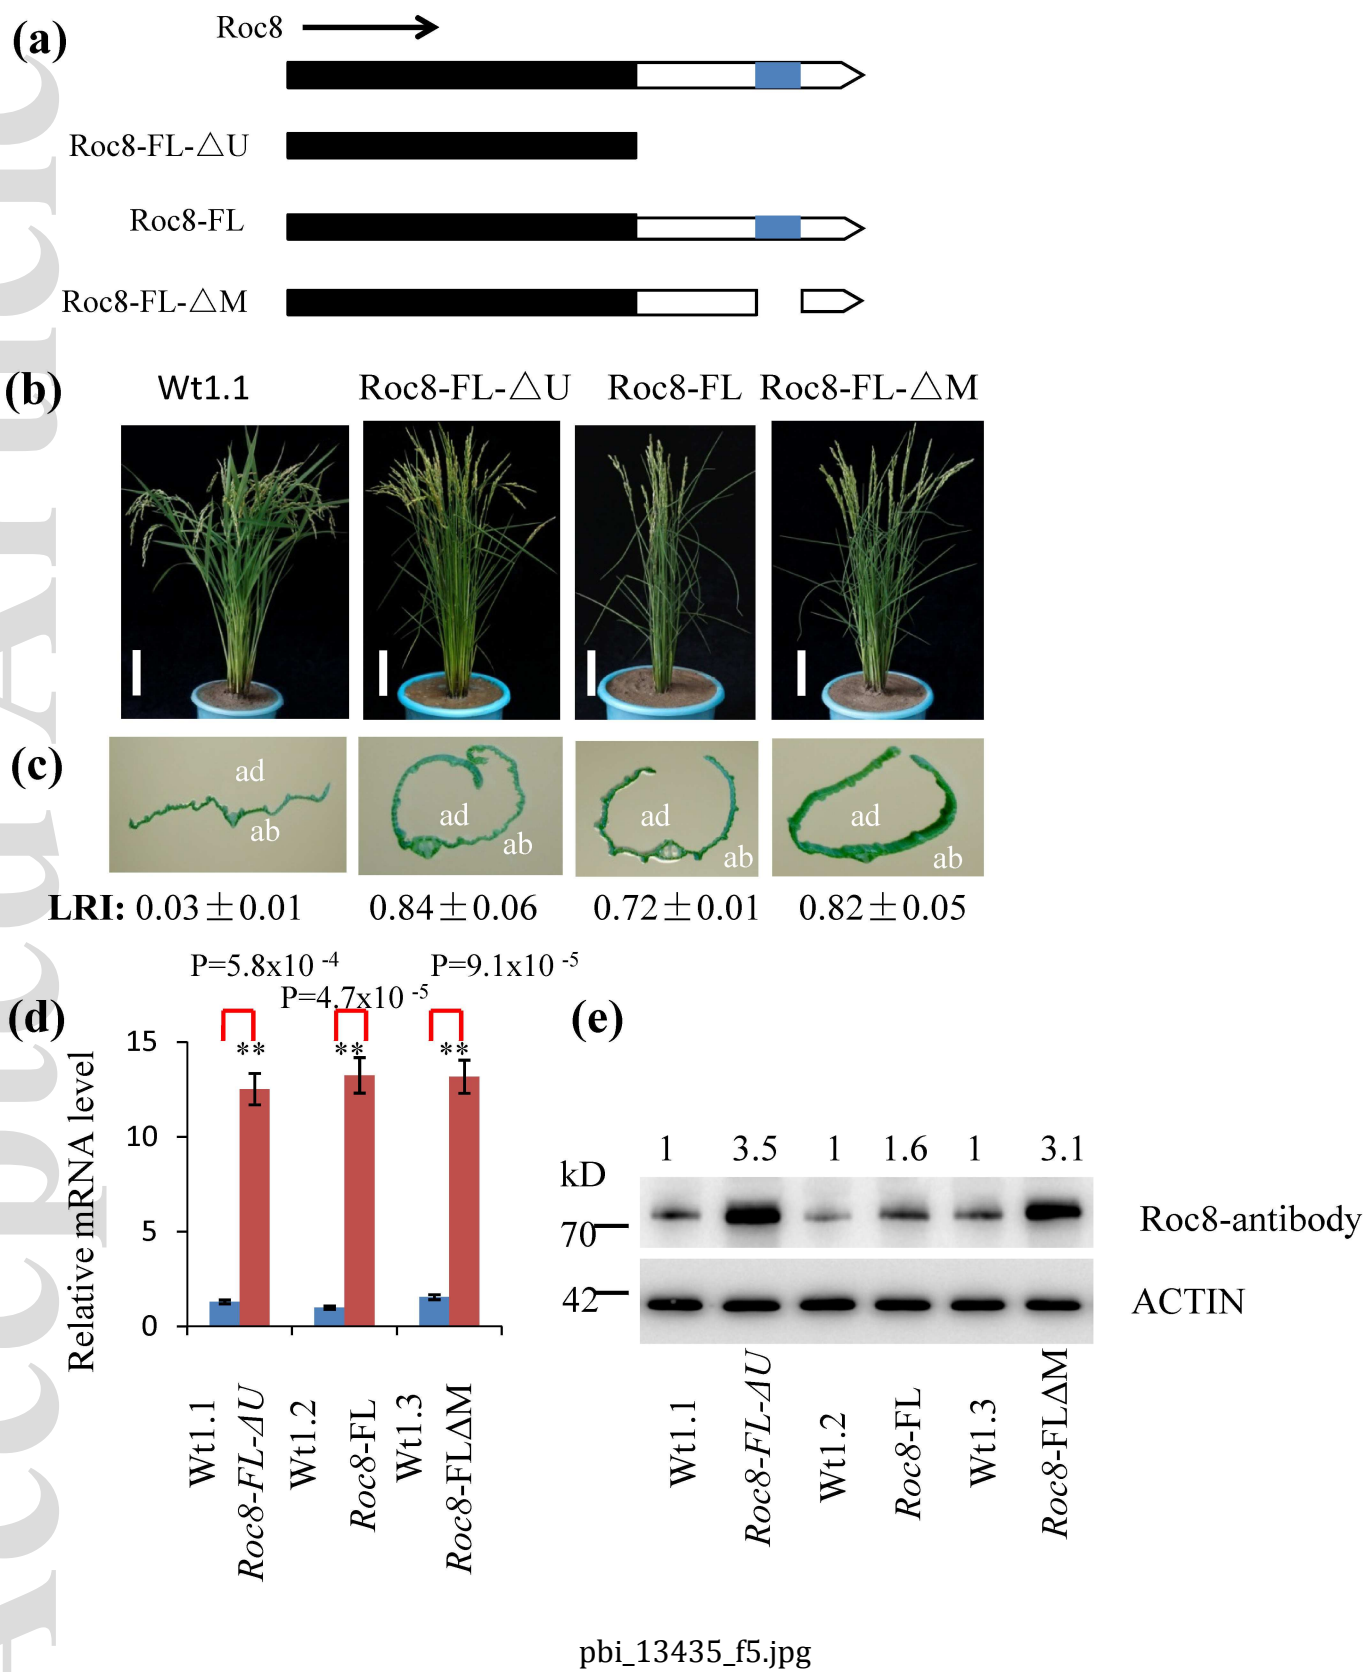 (a)
Roc8
Roc8-FL-△U
Roc8-FL
Roc8-FL-△M
(b)
Wt1.1 Roc8-FL-△U Roc8-FL Roc8-FL-△M
(c)
ad ab ad ab ad ab ad ab
LRI: 0.03±0.01 0.84±0.06 0.72±0.01 0.82±0.05
P=5.8x10 -4 P=9.1x10 -5
P=4.7x10 -5
(d)
** ** **
Relative mRNA level
15
10
5
0
Wt1.1 Roc8-FL-ΔU Wt1.2 Roc8-FL Wt1.3 Roc8-FLΔM
(e)
1 3.5 1 1.6 1 3.1
kD
70
Roc8-antibody
42
ACTIN
Wt1.1 Roc8-FL-ΔU Wt1.2 Roc8-FL Wt1.3 Roc8-FLΔM
pbi_13435_f5.jpg